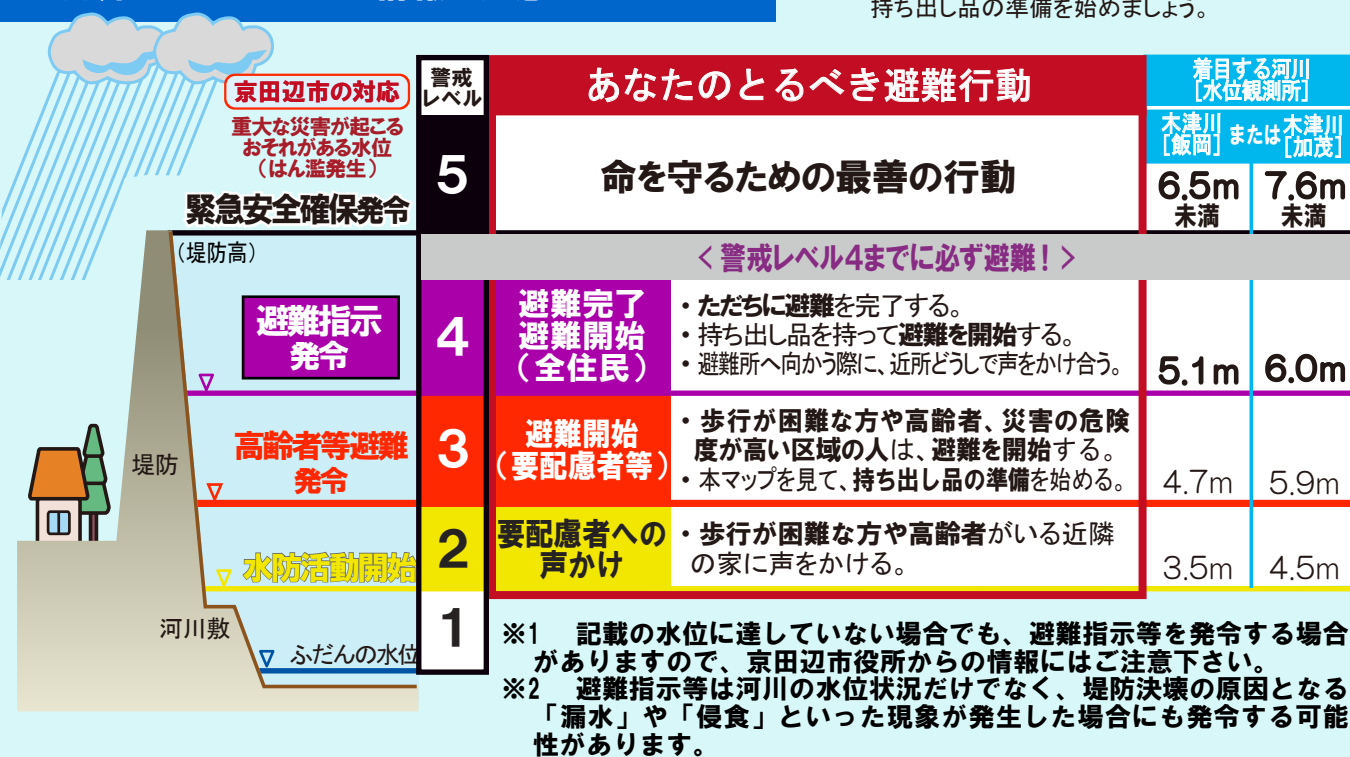 持ち出し品の準備を始めましょう。
京田辺市の対応
重大な災害が起こる
おそれがある水位
（はん濫発生）
緊急安全確保発令
(堤防高)
避難指示
発令
高齢者等避難
発令
堤防
水防活動開始
河川敷
ふだんの水位
警戒
レベル
あなたのとるべき避難行動
着目する河川
[水位観測所]
木津川
[飯岡]
または
木津川
[加茂]
5
命を守るための最善の行動
6.5m
未満
7.6m
未満
＜警戒レベル4までに必ず避難！＞
4
避難完了
避難開始
（全住民）
・ただちに避難を完了する。
・持ち出し品を持って避難を開始する。
・避難所へ向かう際に、近所どうしで声をかけ合う。
5.1m
6.0m
3
避難開始
（要配慮者等）
・歩行が困難な方や高齢者、災害の危険
度が高い区域の人は、避難を開始する。
・本マップを見て、持ち出し品の準備を始める。
4.7m
5.9m
2
要配慮者への
声かけ
・歩行が困難な方や高齢者がいる近隣
の家に声をかける。
3.5m
4.5m
1
※1　記載の水位に達していない場合でも、避難指示等を発令する場合
がありますので、京田辺市役所からの情報にはご注意下さい。
※2　避難指示等は河川の水位状況だけでなく、堤防決壊の原因となる
「漏水」や「侵食」といった現象が発生した場合にも発令する可能
性があります。